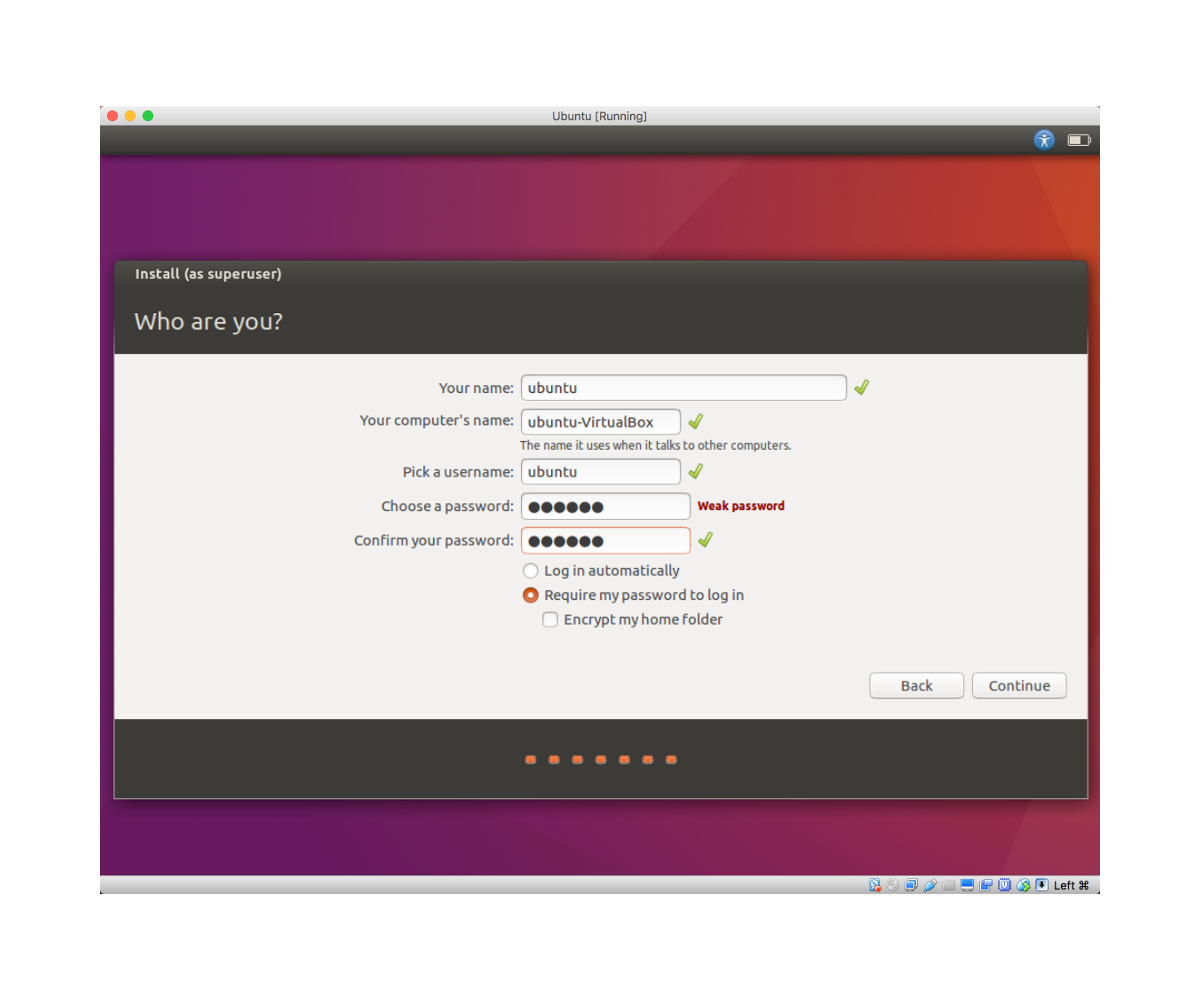 Ubuntu [Running]
Install (as superuser)
Who are you?
Your name: ubuntu
Your computer's name: ubuntu-VirtualBox
The name it uses when it talks to other computers.
Pick a username: ubuntu
Choose a password: ●●●●●● Weak password
Confirm your password: ●●●●●●
Log in automatically
Require my password to log in
Encrypt my home folder
Back Continue
Left ⌘